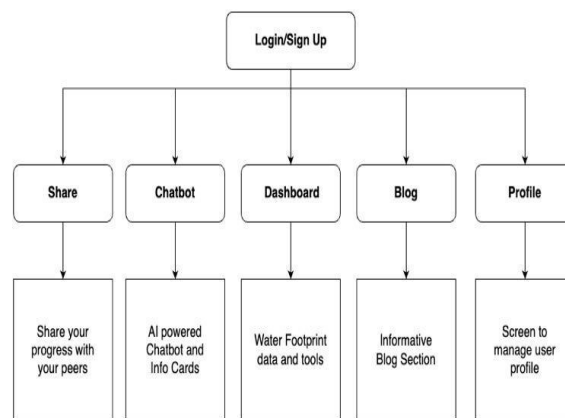 Login/Sign Up
Share
Chatbot
Dashboard
Blog
Profile
Share your
progress with
your peers
AI powered
Chatbot and
Info Cards
Water Footprint
data and tools
Informative
Blog Section
Screen to
manage user
profile